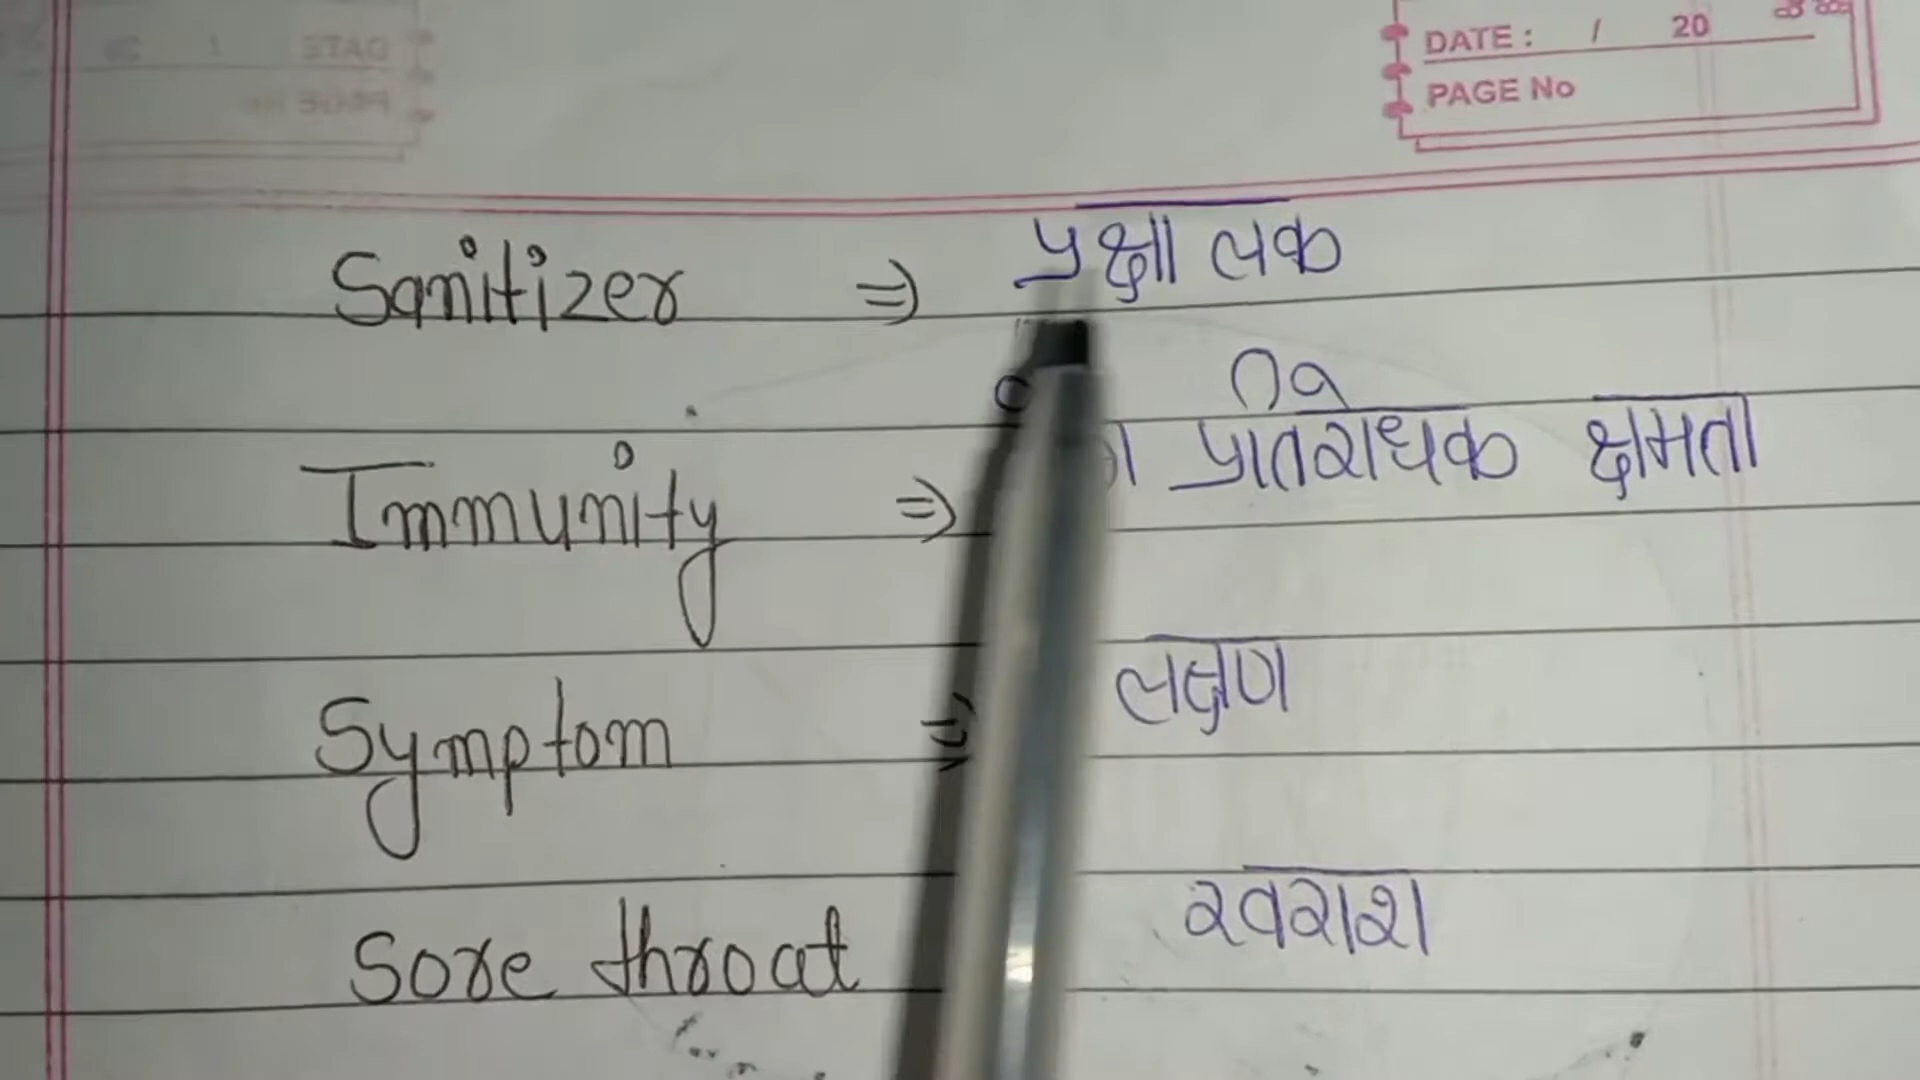 DATE : / 20
PAGE No
Sanitizer ⇒ प्रक्षालक
Immunity ⇒ प्रतिरोधक क्षमता
Symptom ⇒ लक्षण
Sore throat खराश